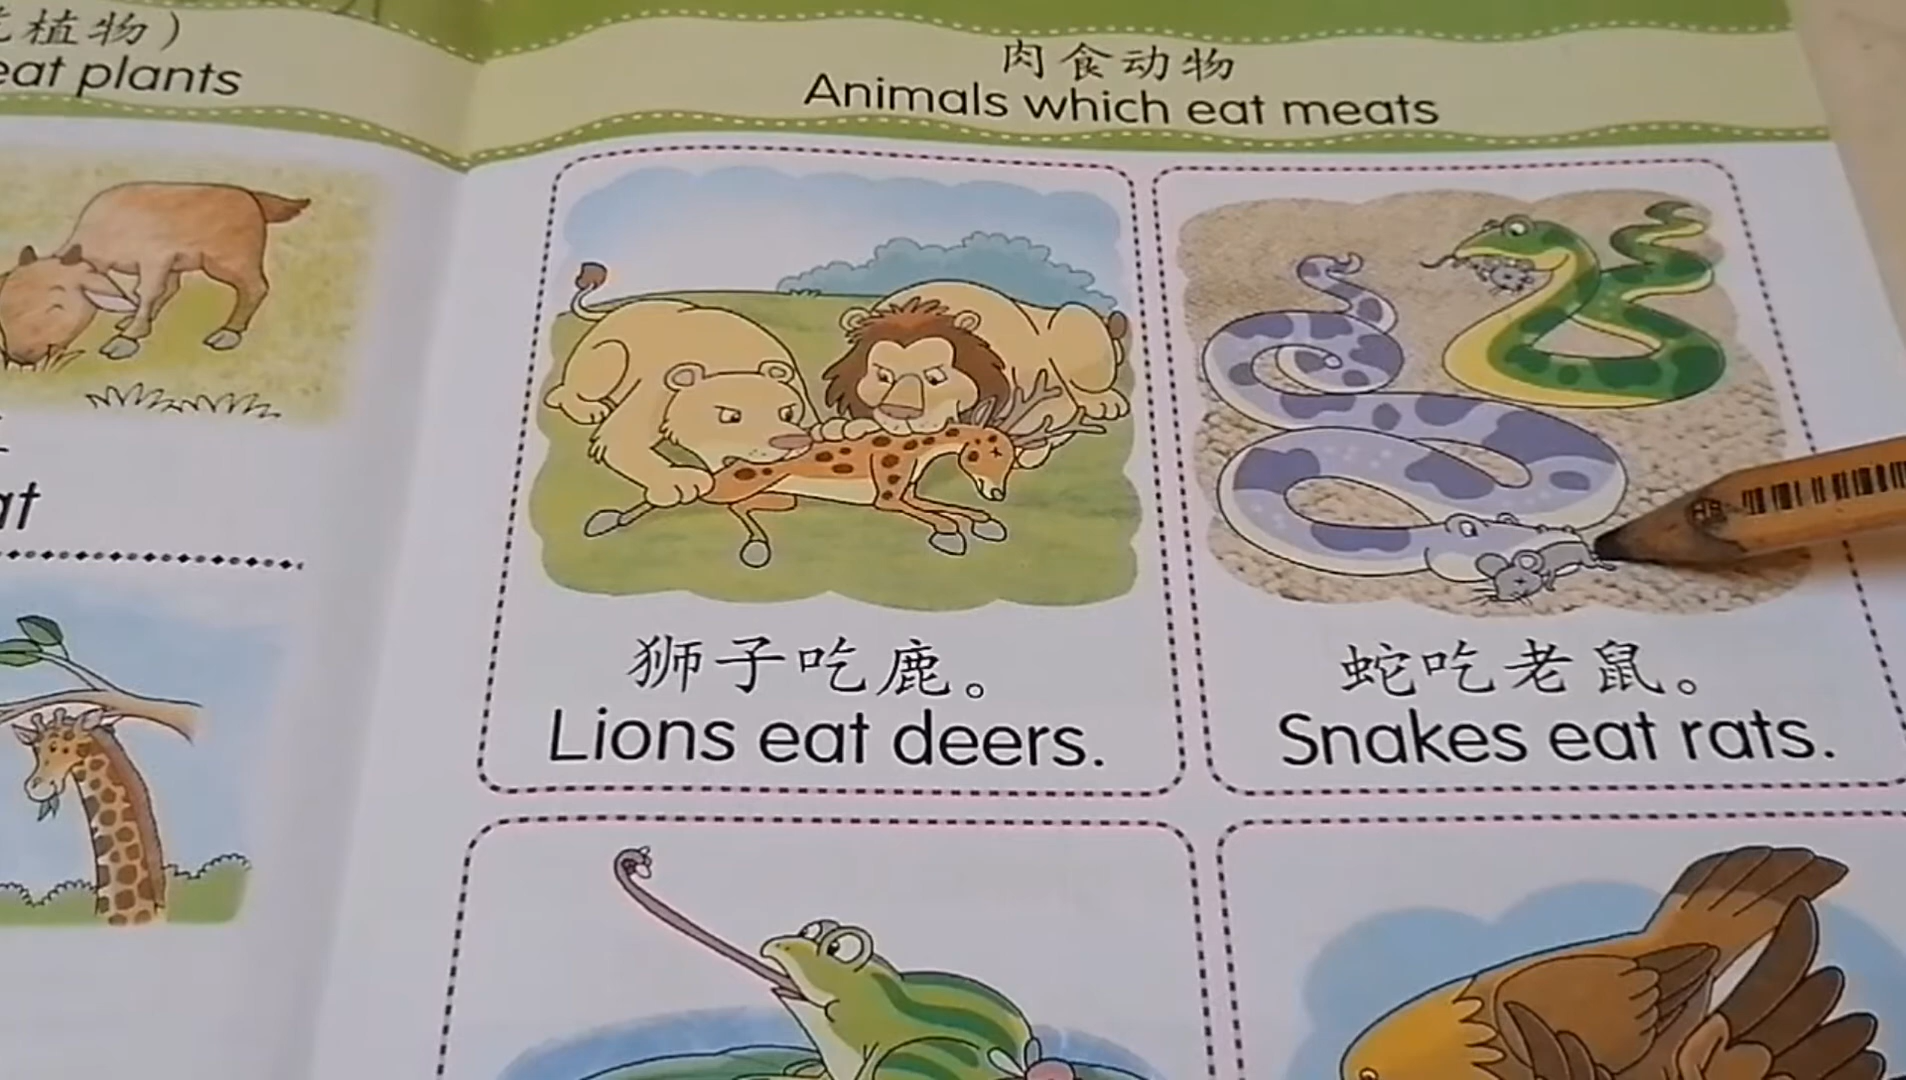 植物）
eat plants
肉食动物
Animals which eat meats
狮子吃鹿。
Lions eat deers.
蛇吃老鼠。
Snakes eat rats.
HB